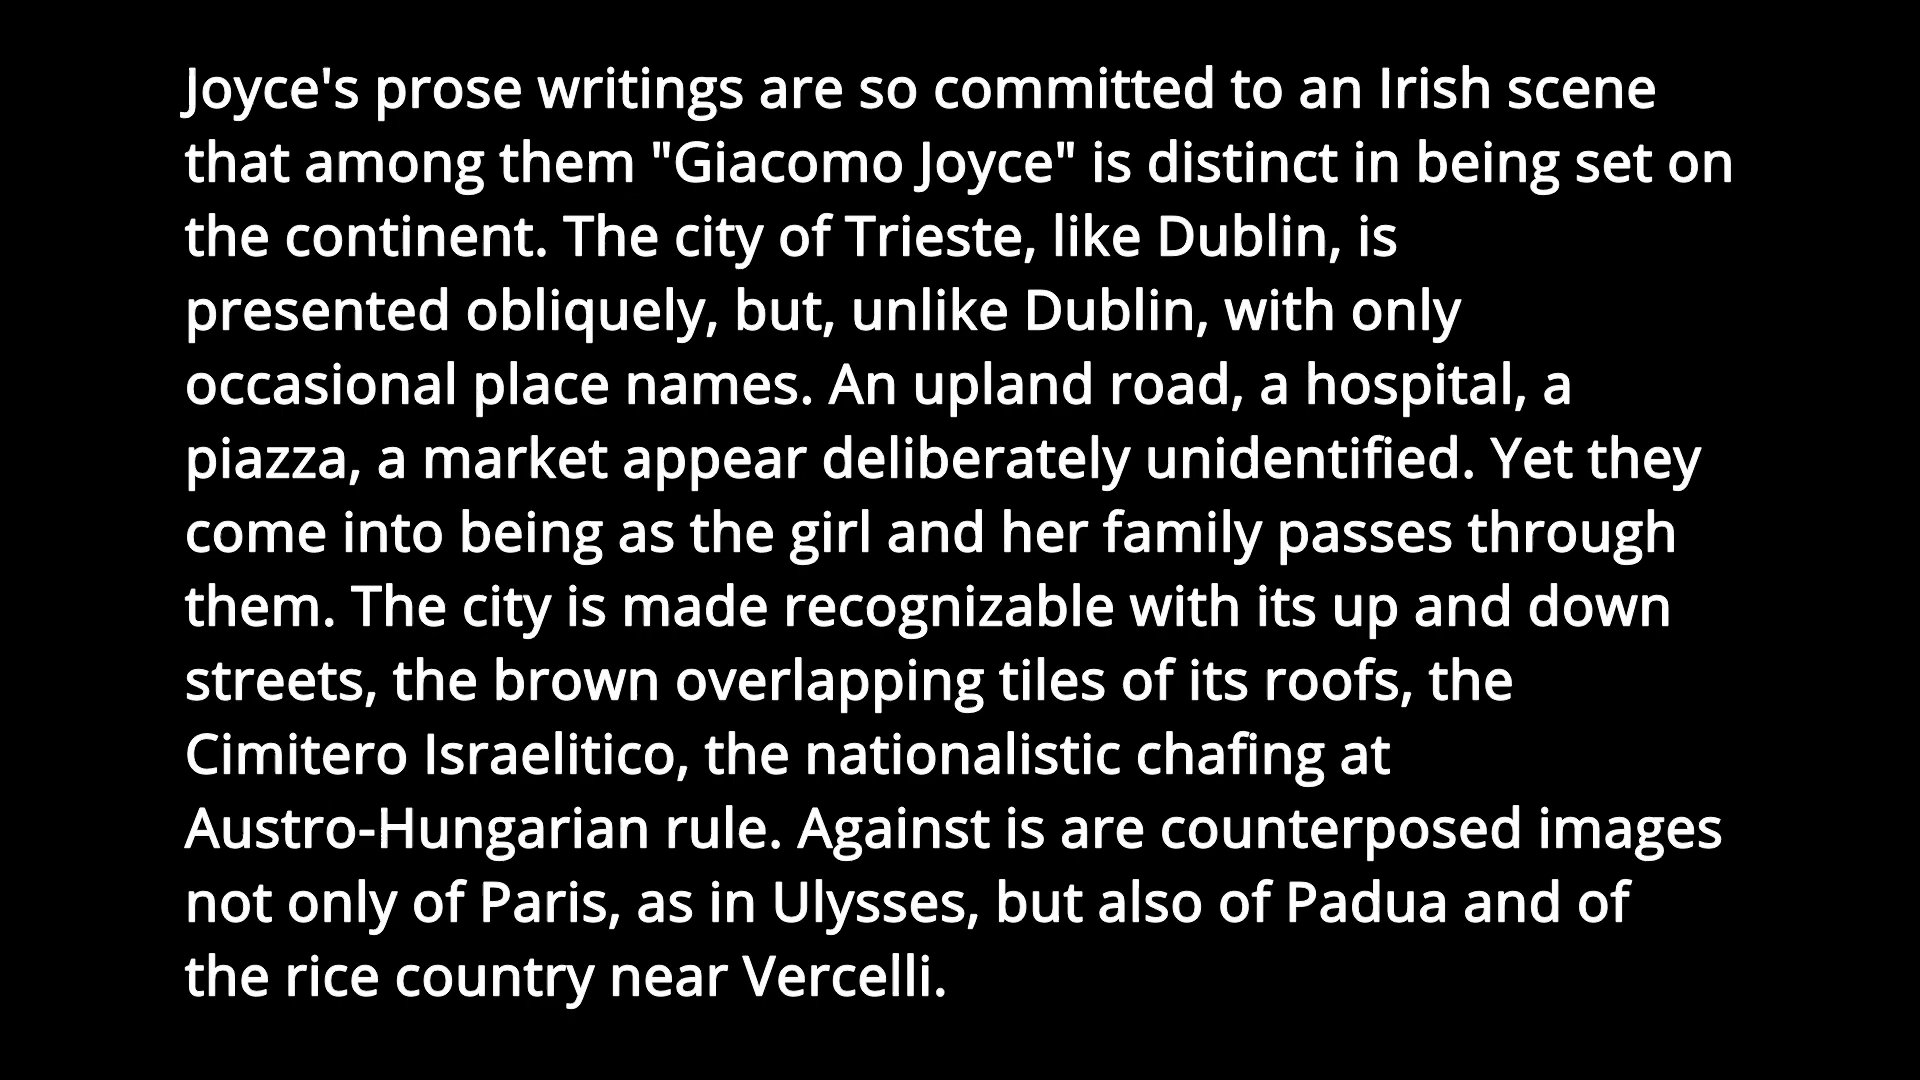 Joyce's prose writings are so committed to an Irish scene
that among them "Giacomo Joyce" is distinct in being set on
the continent. The city of Trieste, like Dublin, is
presented obliquely, but, unlike Dublin, with only
occasional place names. An upland road, a hospital, a
piazza, a market appear deliberately unidentified. Yet they
come into being as the girl and her family passes through
them. The city is made recognizable with its up and down
streets, the brown overlapping tiles of its roofs, the
Cimitero Israelitico, the nationalistic chafing at
Austro-Hungarian rule. Against is are counterposed images
not only of Paris, as in Ulysses, but also of Padua and of
the rice country near Vercelli.